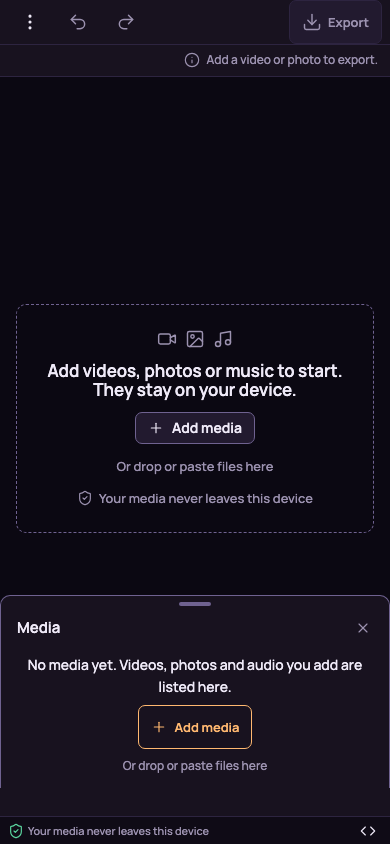 Export
Add a video or photo to export.
Add videos, photos or music to start.
They stay on your device.
Add media
Or drop or paste files here
Your media never leaves this device
Media
No media yet. Videos, photos and audio you add are
listed here.
Add media
Or drop or paste files here
Your media never leaves this device